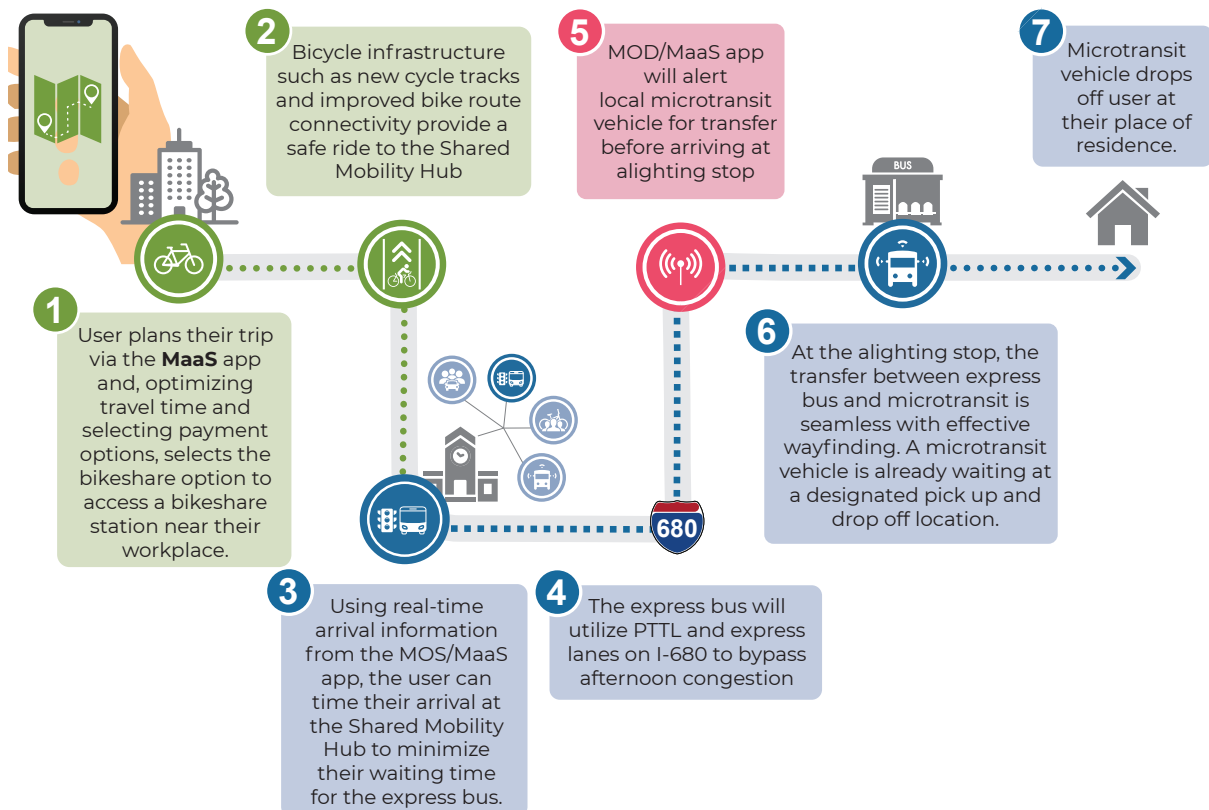 1
User plans their trip
via the MaaS app
and, optimizing
travel time and
selecting payment
options, selects the
bikeshare option to
access a bikeshare
station near their
workplace.
2
Bicycle infrastructure
such as new cycle tracks
and improved bike route
connectivity provide a
safe ride to the Shared
Mobility Hub
3
Using real-time
arrival information
from the MOS/MaaS
app, the user can
time their arrival at
the Shared Mobility
Hub to minimize
their waiting time
for the express bus.
4
The express bus will
utilize PTTL and express
lanes on I-680 to bypass
afternoon congestion
680
5
MOD/MaaS app
will alert
local microtransit
vehicle for transfer
before arriving at
alighting stop
BUS
6
At the alighting stop, the
transfer between express
bus and microtransit is
seamless with effective
wayfinding. A microtransit
vehicle is already waiting at
a designated pick up and
drop off location.
7
Microtransit
vehicle drops
off user at
their place of
residence.